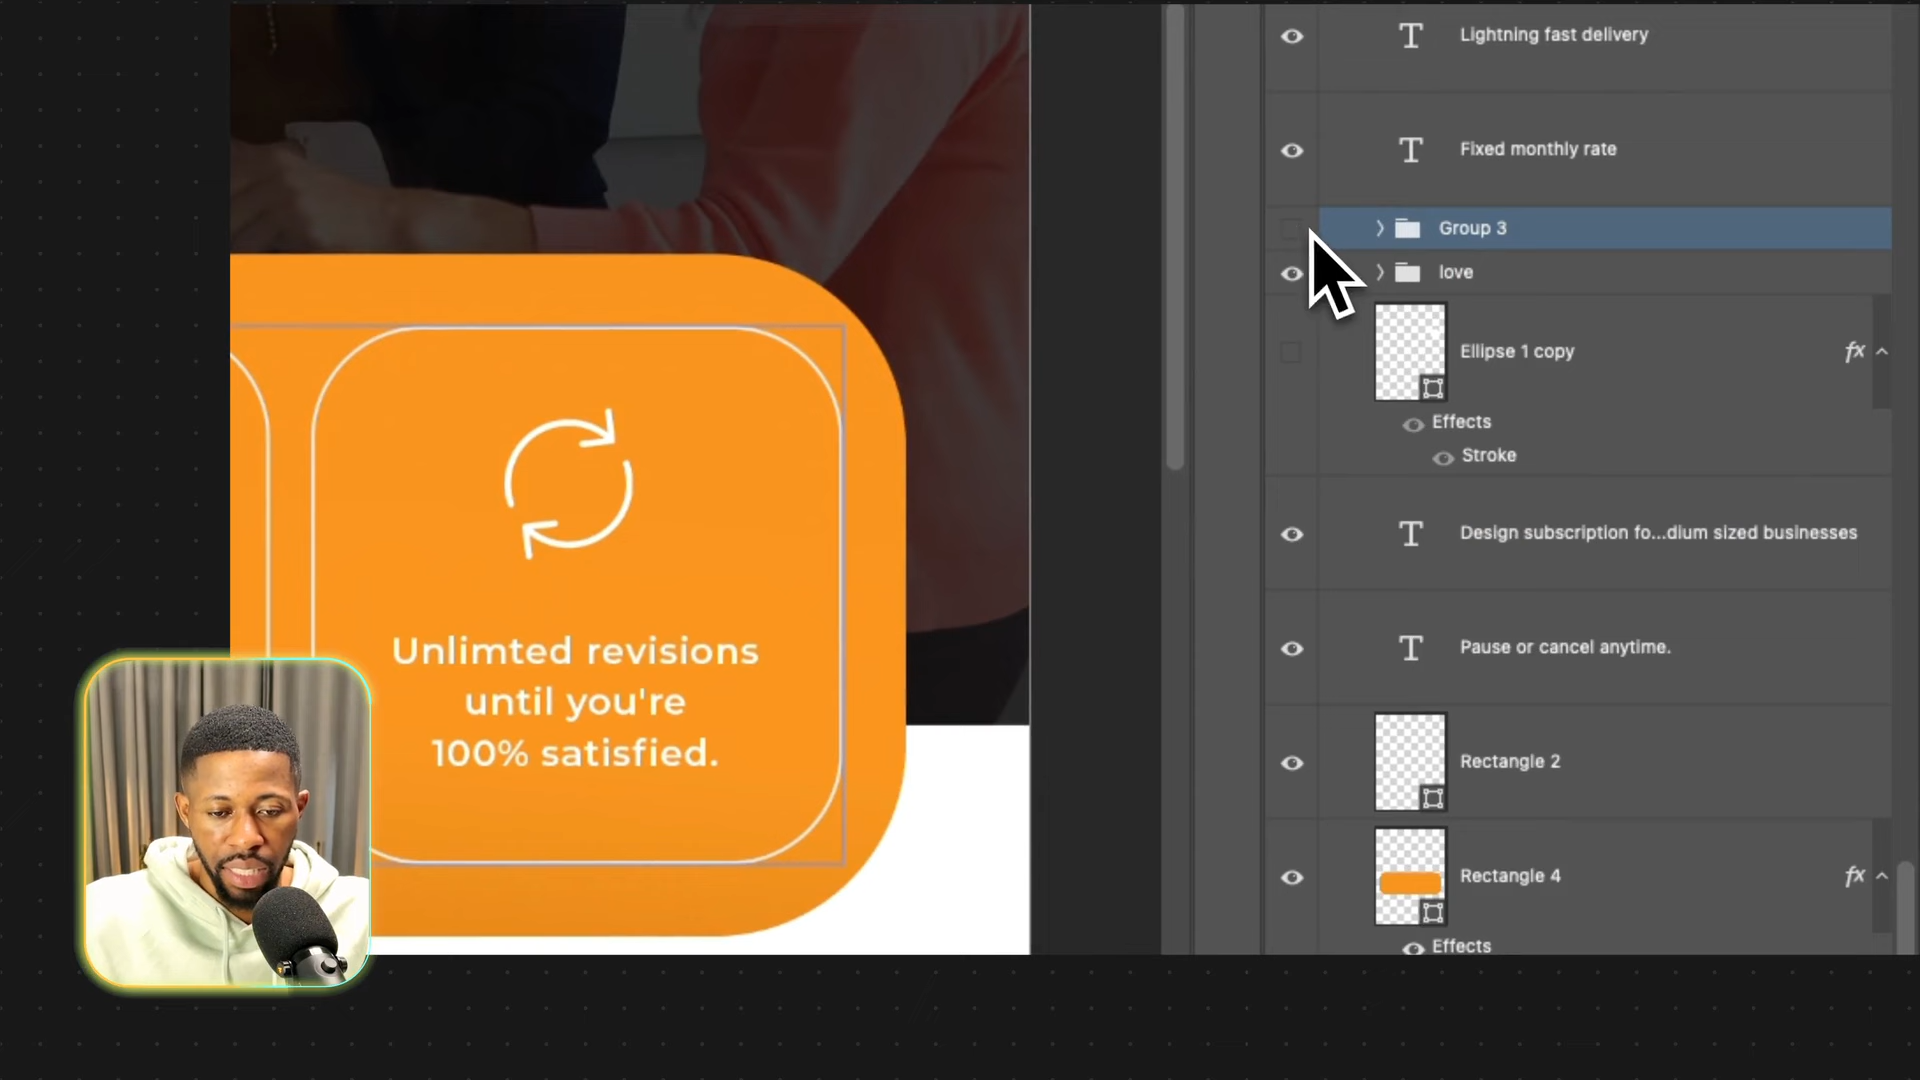 Unlimted revisions
until you're
100% satisfied.
Lightning fast delivery
T
Fixed monthly rate
T
Group 3
love
Ellipse 1 copy
fx
Effects
Stroke
T
Design subscription fo...dium sized businesses
T
Pause or cancel anytime.
Rectangle 2
Rectangle 4
fx
Effects